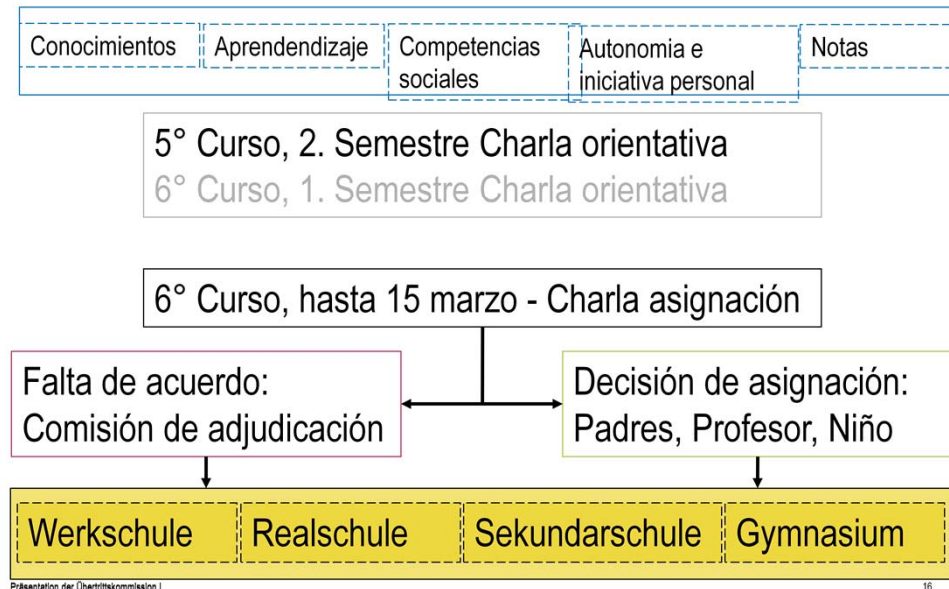 Conocimientos
Aprendendizaje
Competencias
sociales
Autonomia e
iniciativa personal
Notas
5° Curso, 2. Semestre Charla orientativa
6° Curso, 1. Semestre Charla orientativa
6° Curso, hasta 15 marzo - Charla asignación
Falta de acuerdo:
Comisión de adjudicación
Decisión de asignación:
Padres, Profesor, Niño
Werkschule
Realschule
Sekundarschule
Gymnasium
Präsentation der Übertrittskommission I
16